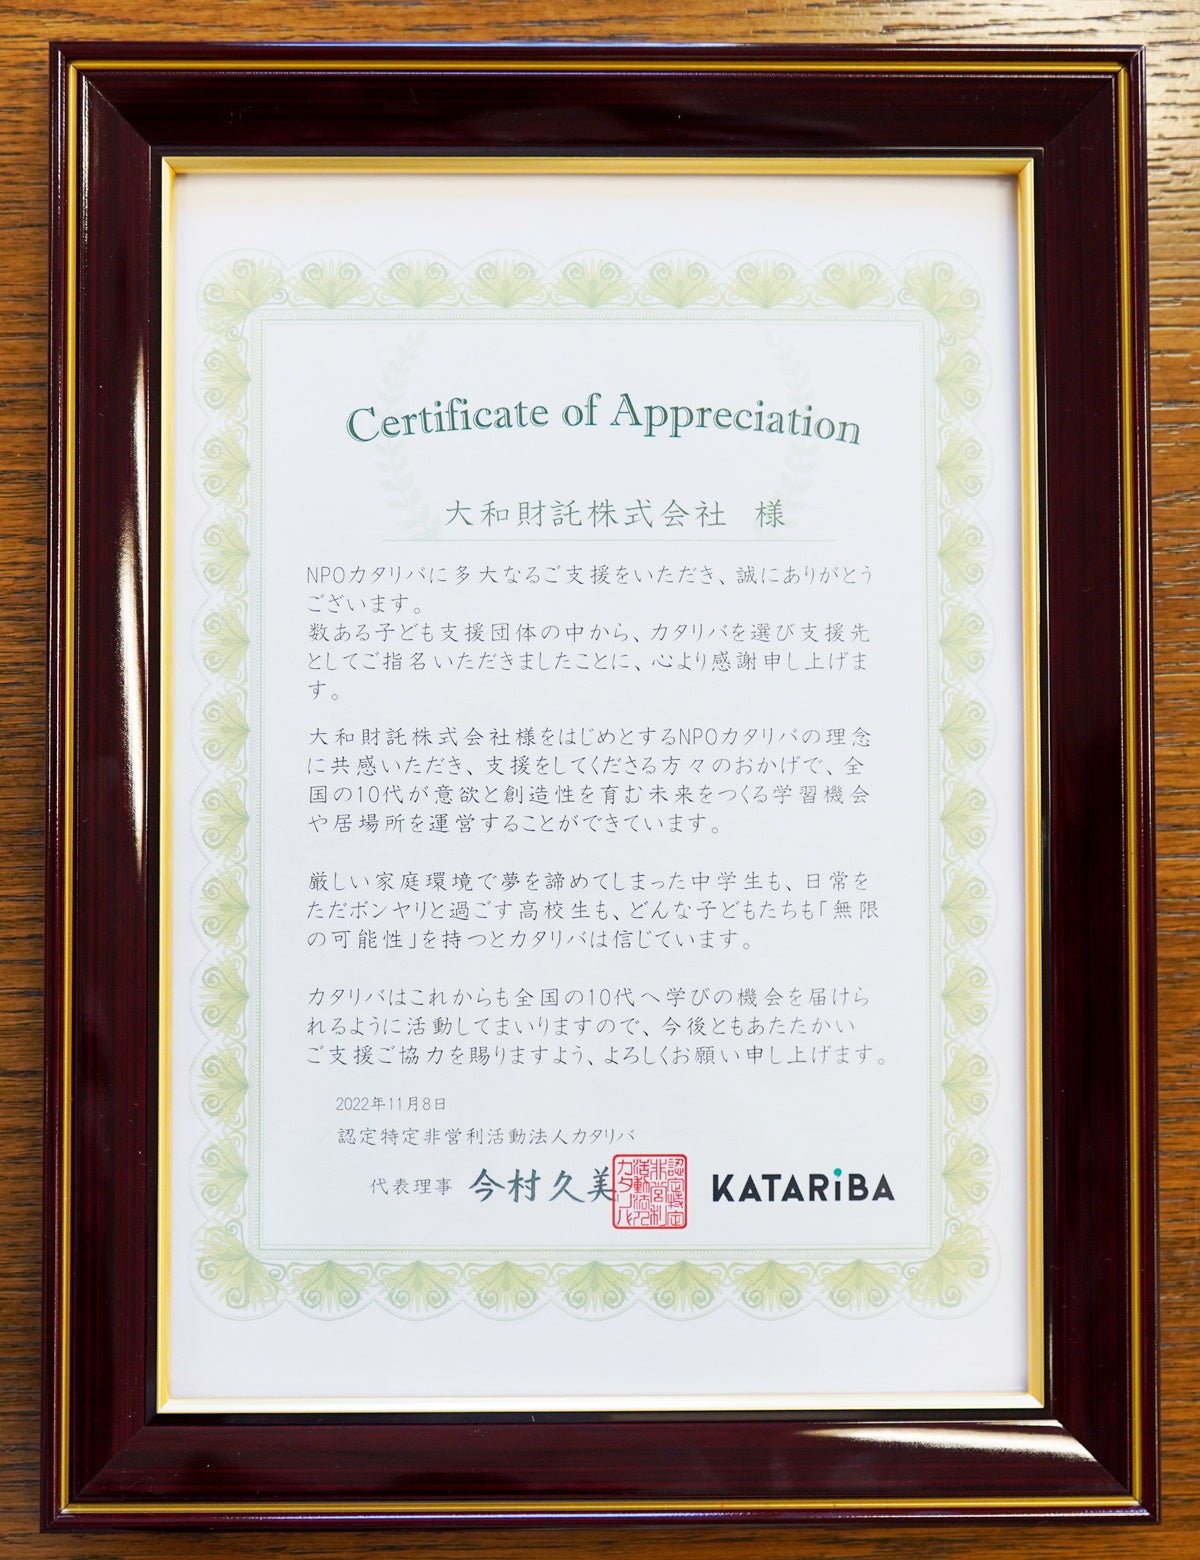 Certificate of Appreciation
大和財託株式会社 様
NPOカタリバに多大なるご支援をいただき、誠にありがとう
ございます。
数ある子ども支援団体の中から、カタリバを選び支援先
としてご指名いただきましたことに、心より感謝申し上げま
す。
大和財託株式会社様をはじめとするNPOカタリバの理念
に共感いただき、支援をしてくださる方々のおかげで、全
国の10代が意欲と創造性を育む未来をつくる学習機会
や居場所を運営することができています。
厳しい家庭環境で夢を諦めてしまった中学生も、日常を
ただボンヤリと過ごす高校生も、どんな子どもたちも「無限
の可能性」を持つとカタリバは信じています。
カタリバはこれからも全国の10代へ学びの機会を届けら
れるように活動してまいりますので、今後ともあたたかい
ご支援ご協力を賜りますよう、よろしくお願い申し上げます。
2022年11月8日
認定特定非営利活動法人カタリバ
代表理事 今村久美
認定特定非営利活動法人カタリバ
KATARiBA